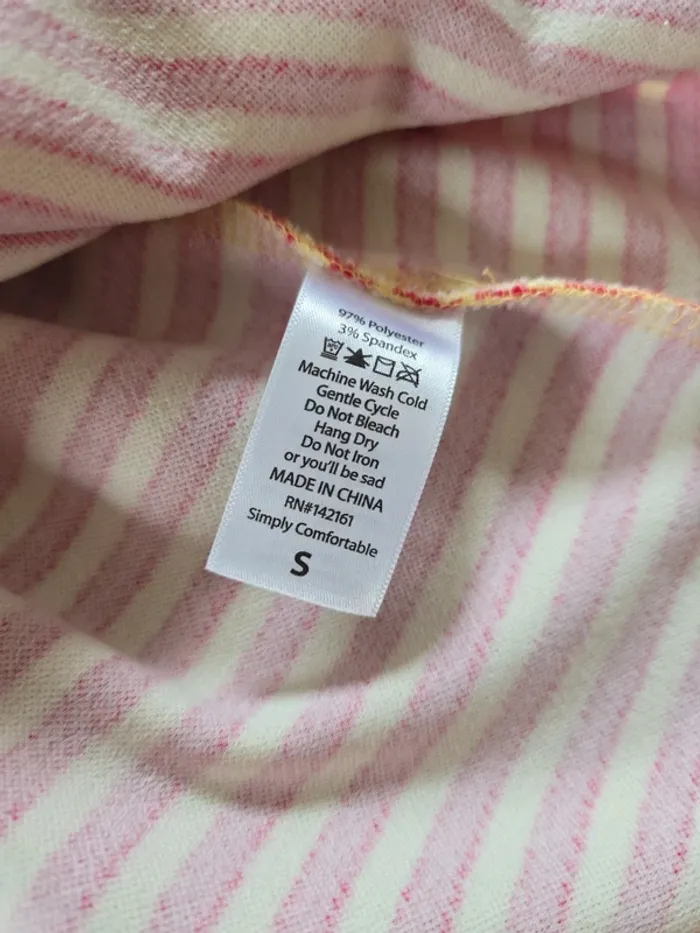 97% Polyester
3% Spandex
Machine Wash Cold
Gentle Cycle
Do Not Bleach
Hang Dry
Do Not Iron
or you'll be sad
MADE IN CHINA
RN#142161
Simply Comfortable
S